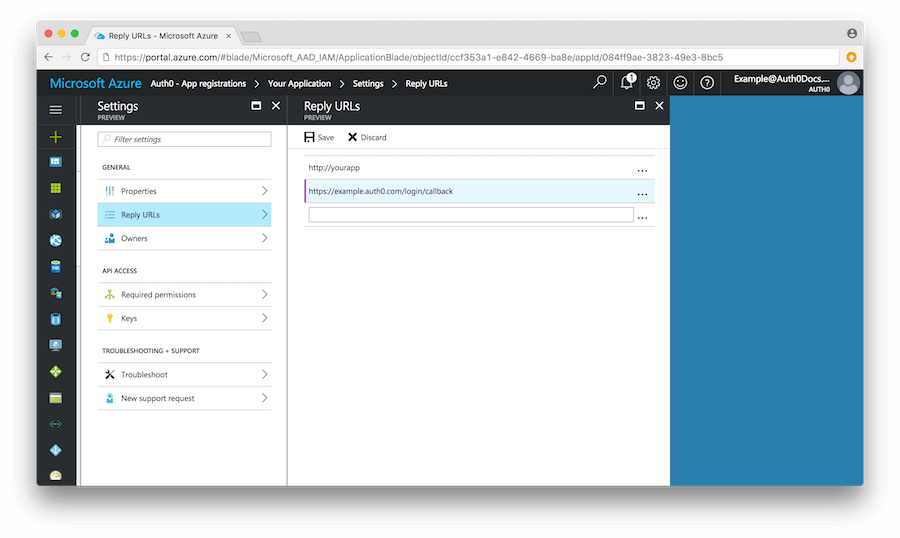 Reply URLs - Microsoft Azure
https://portal.azure.com/#blade/Microsoft_AAD_IAM/ApplicationBlade/objectId/ccf353a1-e842-4669-ba8e/appId/084ff9ae-3823-49e3-8bc5
Microsoft Azure Auth0 - App registrations > Your Application > Settings > Reply URLs
1
Example@Auth0Docs....
AUTH0
Settings
PREVIEW
Filter settings
GENERAL
Properties
Reply URLs
Owners
API ACCESS
Required permissions
Keys
TROUBLESHOOTING + SUPPORT
Troubleshoot
New support request
Reply URLs
PREVIEW
Save Discard
http://yourapp ...
https://example.auth0.com/login/callback ...
...